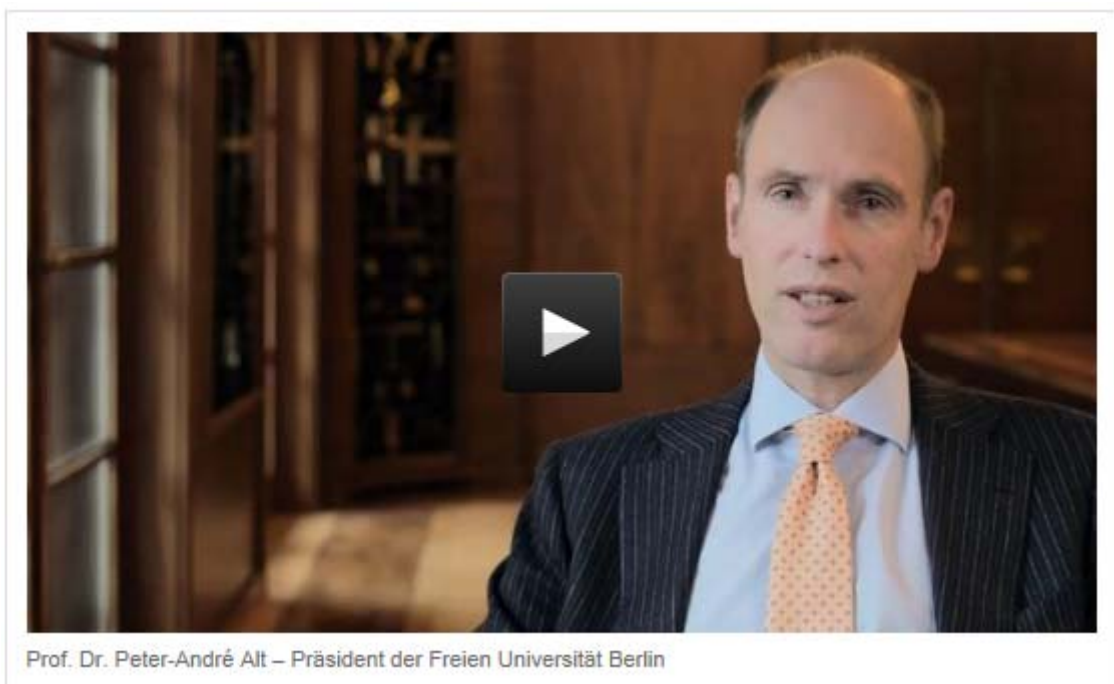 Prof. Dr. Peter-André Alt – Präsident der Freien Universität Berlin